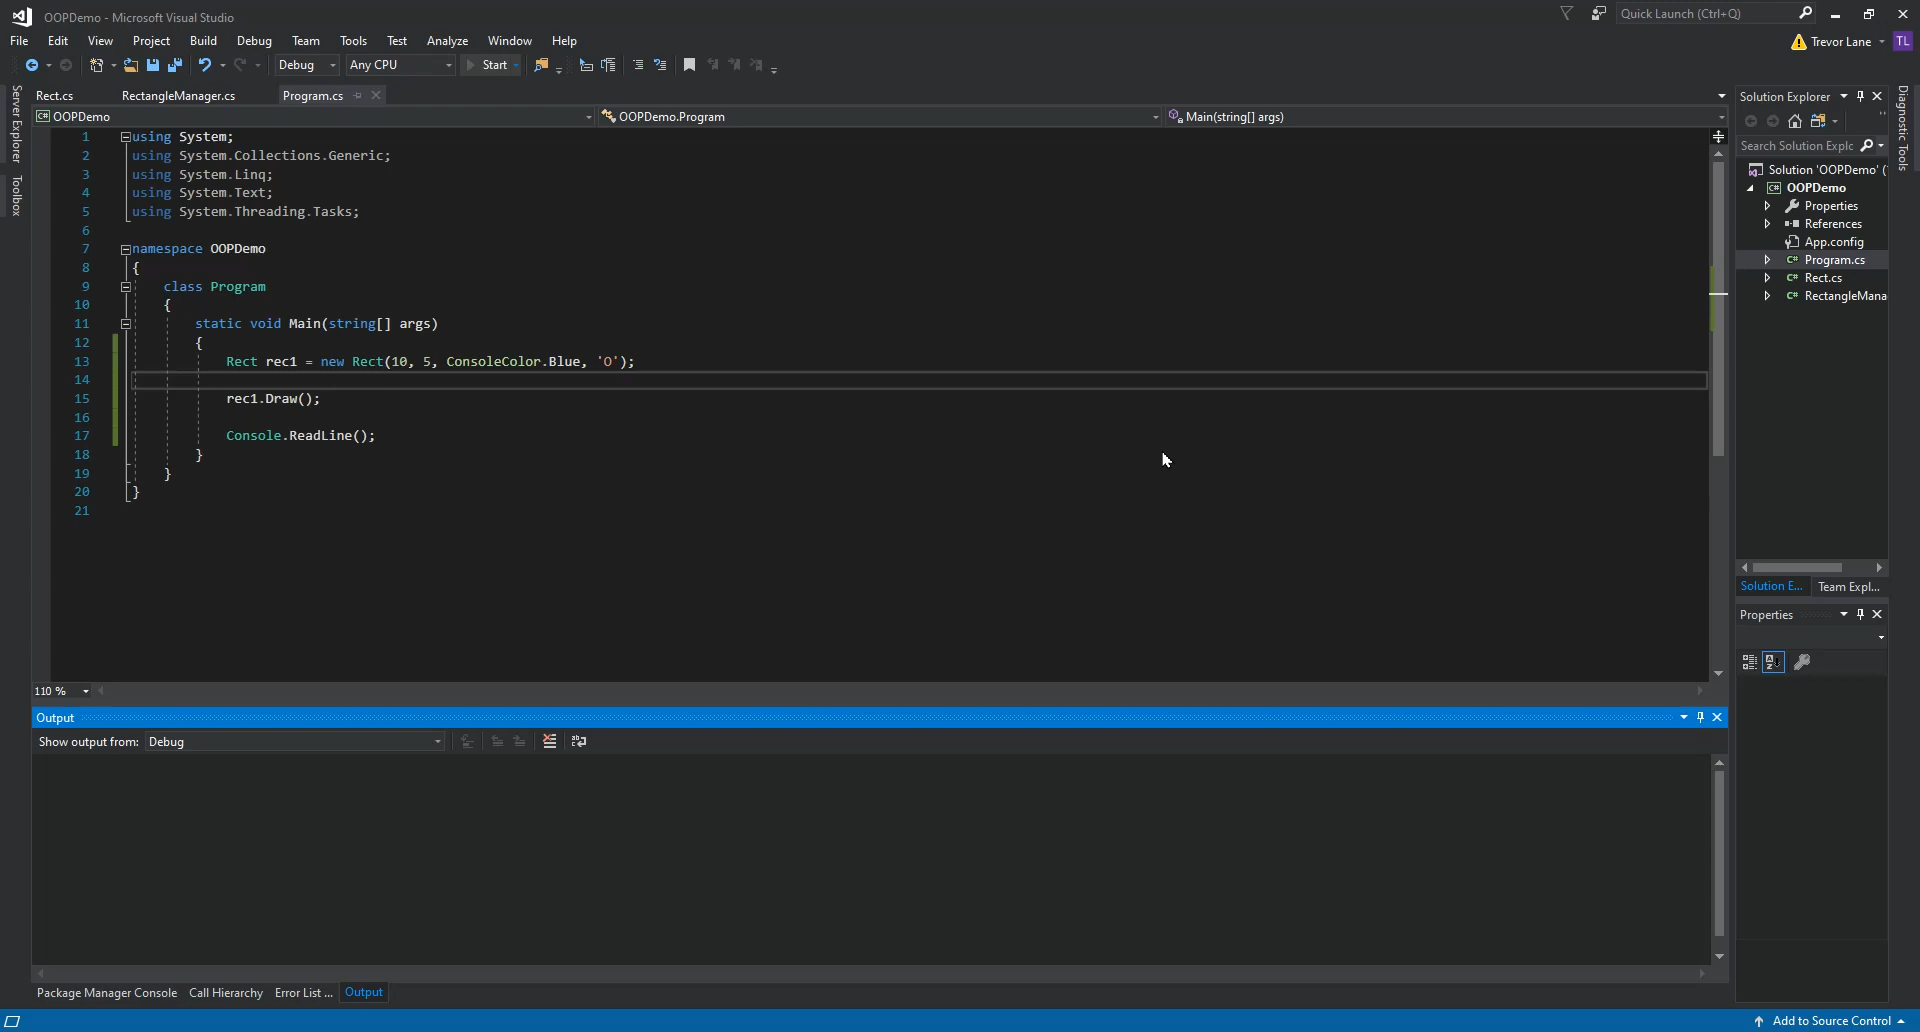 OOPDemo - Microsoft Visual Studio
Quick Launch (Ctrl+Q)
File Edit View Project Build Debug Team Tools Test Analyze Window Help
Trevor Lane TL
Debug Any CPU Start
Server Explorer
Toolbox
Rect.cs RectangleManager.cs Program.cs
OOPDemo OOPDemo.Program Main(string[] args)
1 using System;
2 using System.Collections.Generic;
3 using System.Linq;
4 using System.Text;
5 using System.Threading.Tasks;
6
7 namespace OOPDemo
8 {
9 class Program
10 {
11 static void Main(string[] args)
12 {
13 Rect rec1 = new Rect(10, 5, ConsoleColor.Blue, 'O');
14
15 rec1.Draw();
16
17 Console.ReadLine();
18 }
19 }
20 }
21
110 %
Output
Show output from: Debug
Package Manager Console Call Hierarchy Error List ... Output
Solution Explorer
Search Solution Explc
Solution 'OOPDemo' (
C# OOPDemo
Properties
References
App.config
C# Program.cs
C# Rect.cs
C# RectangleMana
Solution E... Team Expl...
Properties
Diagnostic Tools
Add to Source Control